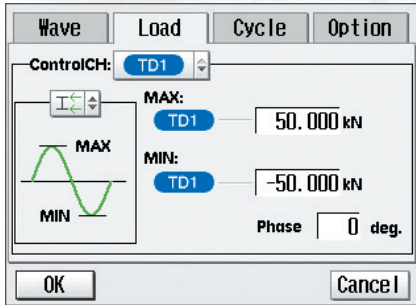 Wave Load Cycle Option
ControlCH: TD1
MAX:
TD1 50.000 kN
MAX
MIN:
TD1 -50.000 kN
MIN
Phase 0 deg.
OK Cancel